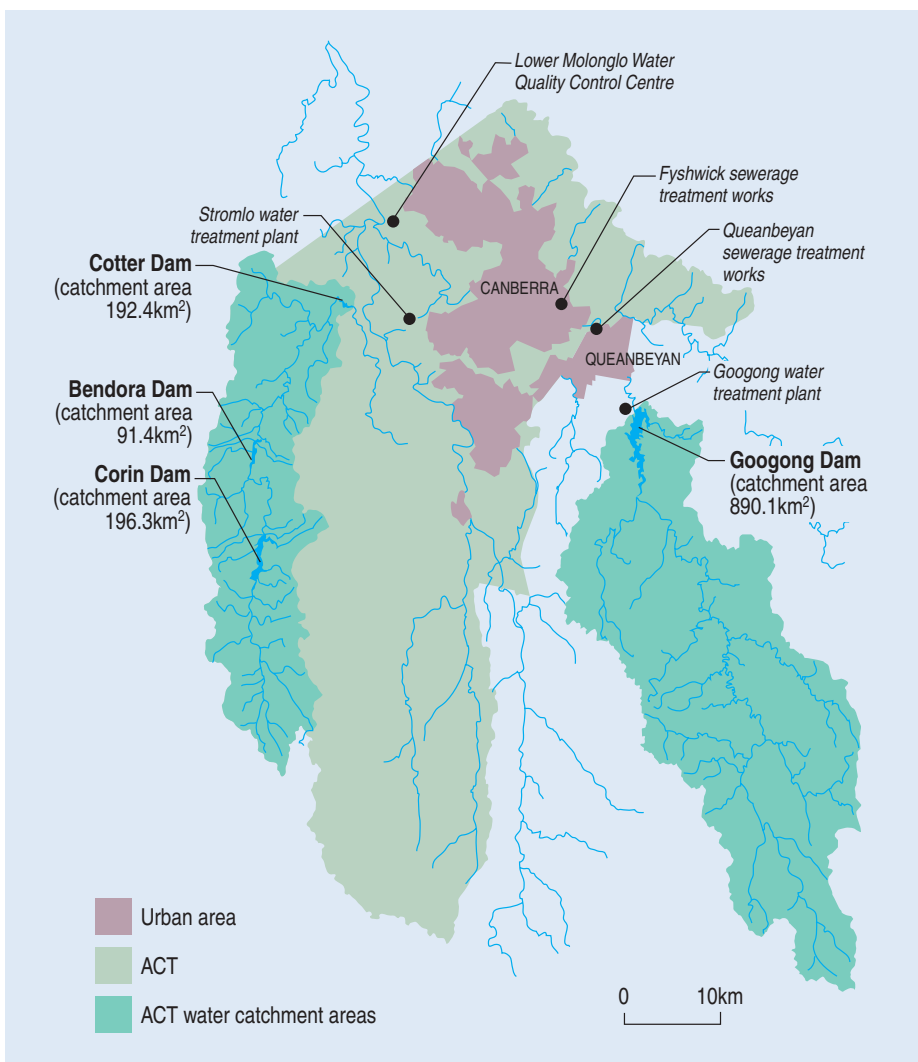 Lower Molonglo Water
Quality Control Centre
Fyshwick sewerage
treatment works
Stromlo water
treatment plant
Queanbeyan
sewerage treatment
works
Cotter Dam
(catchment area
192.4km²)
CANBERRA
QUEANBEYAN
Googong water
treatment plant
Bendora Dam
(catchment area
91.4km²)
Googong Dam
(catchment area
890.1km²)
Corin Dam
(catchment area
196.3km²)
Urban area
ACT
ACT water catchment areas
0 10km